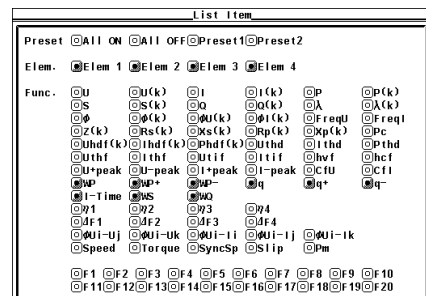 List Item
Preset All ON All OFF Preset1 Preset2
Elem. Elem 1 Elem 2 Elem 3 Elem 4
Func. U U(k) I I(k) P P(k)
S S(k) Q Q(k) λ λ(k)
ϕ ϕ(k) ϕU(k) ϕI(k) FreqU FreqI
Z(k) Rs(k) Xs(k) Rp(k) Xp(k) Pc
Uhdf(k) Ihdf(k) Phdf(k) Uthd Ithd Pthd
Uthf Ithf Utif Itif hvf hcf
U+peak U-peak I+peak I-peak CfU CfI
WP WP+ WP- q q+ q-
I-Time WS WQ
η1 η2 η3 η4
ΔF1 ΔF2 ΔF3 ΔF4
ϕUi-Uj ϕUi-Uk ϕUi-Ii ϕUi-Ij ϕUi-Ik
Speed Torque SyncSp Slip Pm
F1 F2 F3 F4 F5 F6 F7 F8 F9 F10
F11 F12 F13 F14 F15 F16 F17 F18 F19 F20